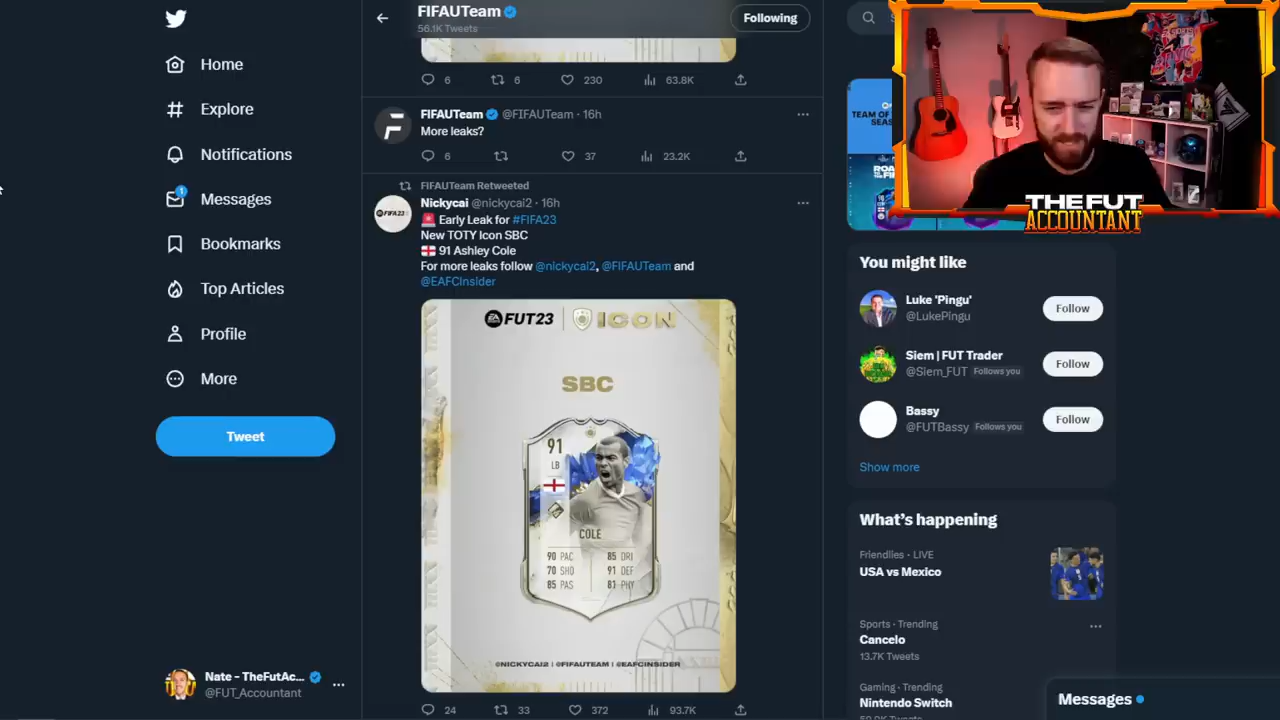 FIFAUTeam
56.1K Tweets
Following
Home
Explore
Notifications
1
Messages
Bookmarks
Top Articles
Profile
More
Tweet
Nate - TheFutAc...
@FUT_Accountant
6
6
230
63.8K
FIFAUTeam @FIFAUTeam · 16h
More leaks?
6
37
23.2K
FIFAUTeam Retweeted
FIFA23
Nickycai @nickycai2 · 16h
Early Leak for #FIFA23
New TOTY Icon SBC
91 Ashley Cole
For more leaks follow @nickycai2, @FIFAUTeam and
@EAFCInsider
FUT23 ICON
SBC
91
LB
COLE
90 PAC 85 DRI
70 SHO 91 DEF
85 PAS 81 PHY
@NICKYCAI2 | @FIFAUTEAM | @EAFCINSIDER
24
33
372
93.7K
THE FUT
ACCOUNTANT
You might like
Luke 'Pingu'
@LukePingu
Follow
Siem | FUT Trader
@Siem_FUT Follows you
Follow
Bassy
@FUTBassy Follows you
Follow
Show more
What's happening
Friendlies · LIVE
USA vs Mexico
Sports · Trending
Cancelo
13.7K Tweets
Gaming · Trending
Nintendo Switch
Messages